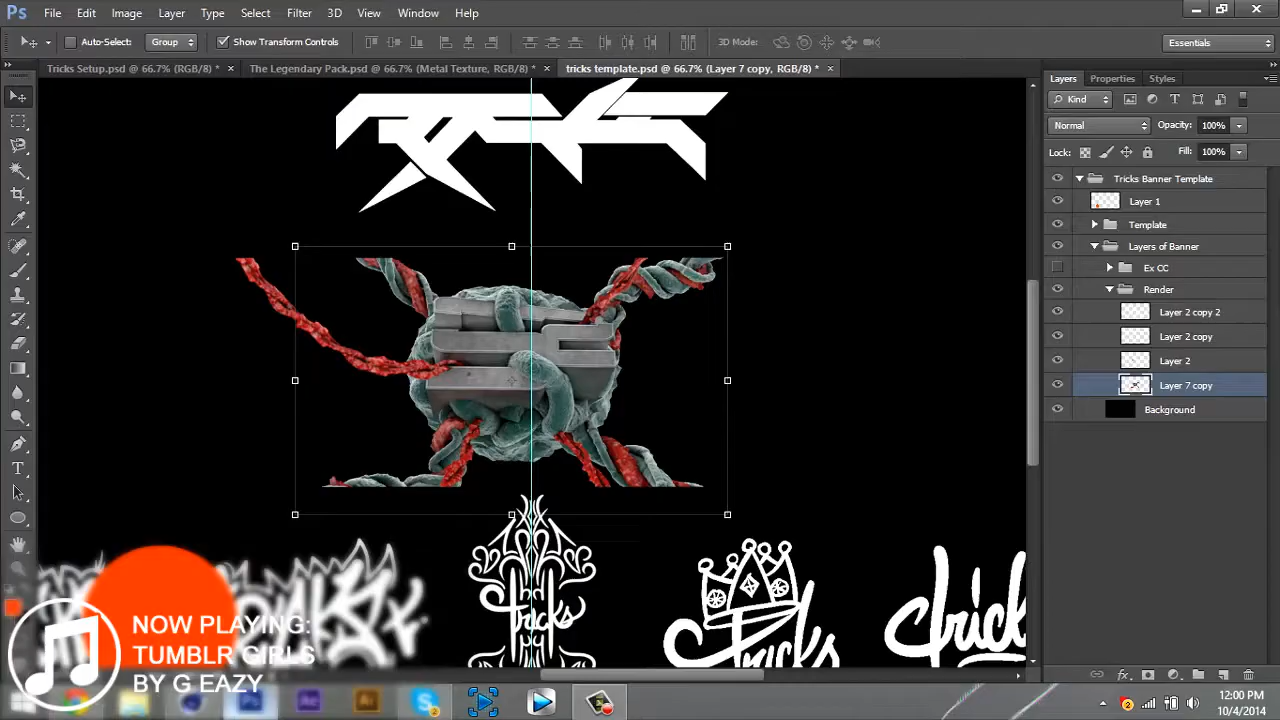 Ps File Edit Image Layer Type Select Filter 3D View Window Help
Auto-Select: Group Show Transform Controls 3D Mode: Essentials
Tricks Setup.psd @ 66.7% (RGB/8) * × The Legendary Pack.psd @ 66.7% (Metal Texture, RGB/8) * × tricks template.psd @ 66.7% (Layer 7 copy, RGB/8) * ×
Layers Properties Styles
Kind
Normal Opacity: 100%
Lock: Fill: 100%
Tricks Banner Template
Layer 1
Template
Layers of Banner
Ex CC
Render
Layer 2 copy 2
Layer 2 copy
Layer 2
Layer 7 copy
Background
Tricks
Tricks
NOW PLAYING:
TUMBLR GIRLS
BY G EAZY
12:00 PM
10/4/2014